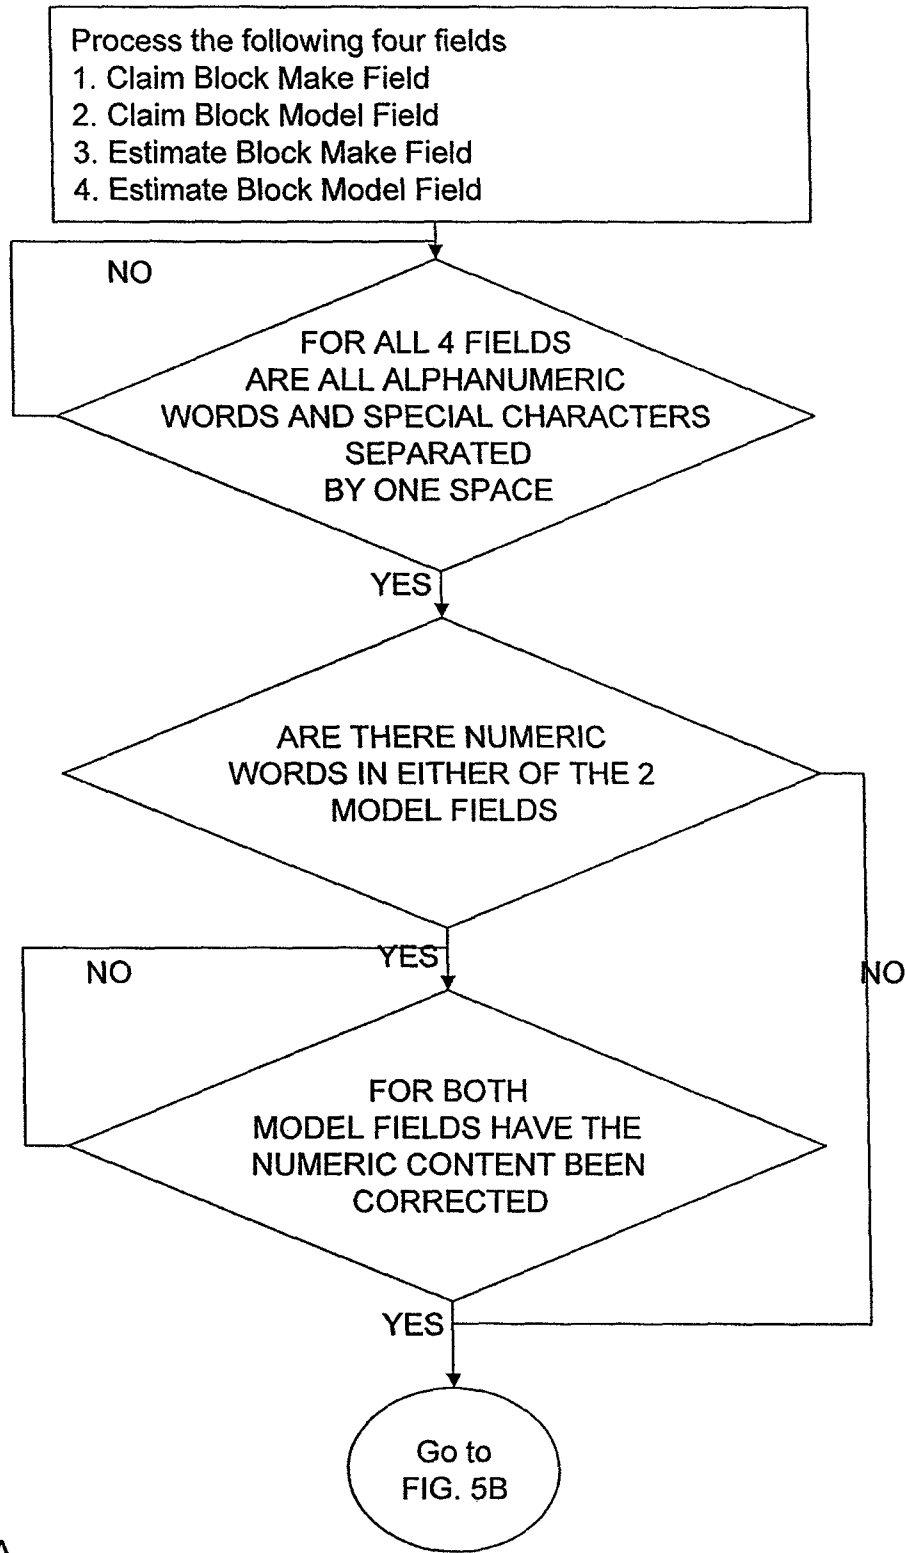 Process the following four fields
1. Claim Block Make Field
2. Claim Block Model Field
3. Estimate Block Make Field
4. Estimate Block Model Field
NO
FOR ALL 4 FIELDS
ARE ALL ALPHANUMERIC
WORDS AND SPECIAL CHARACTERS
SEPARATED
BY ONE SPACE
YES
ARE THERE NUMERIC
WORDS IN EITHER OF THE 2
MODEL FIELDS
YES
NO
NO
FOR BOTH
MODEL FIELDS HAVE THE
NUMERIC CONTENT BEEN
CORRECTED
YES
Go to
FIG. 5B